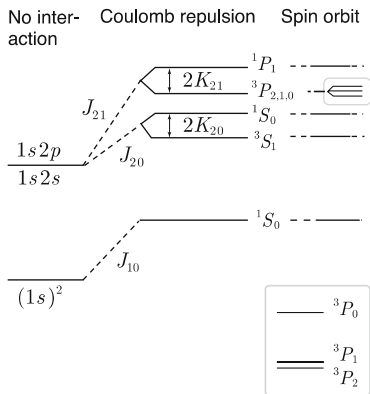 No inter- Coulomb repulsion Spin orbit
action
¹P₁
2K₂₁
³P₂,₁,₀
J₂₁
¹S₀
2K₂₀
³S₁
J₂₀
1s2p
1s2s
¹S₀
J₁₀
(1s)²
³P₀
³P₁
³P₂